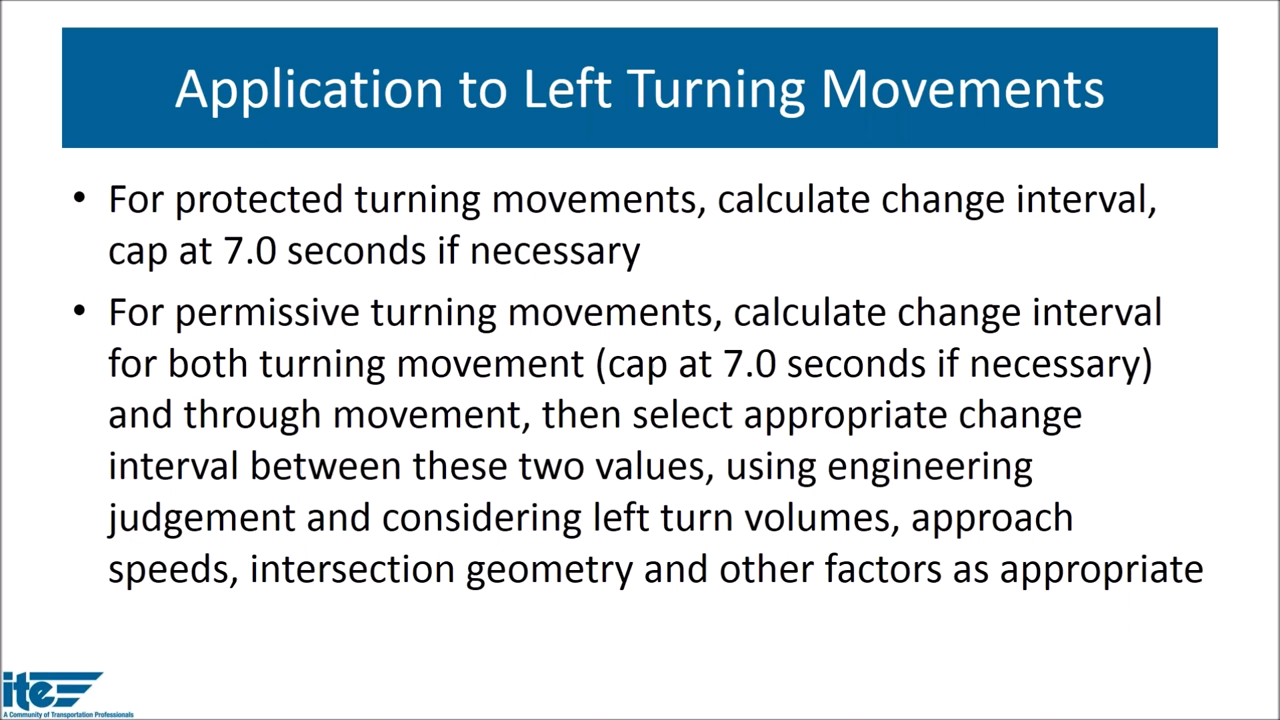 Application to Left Turning Movements
• For protected turning movements, calculate change interval,
cap at 7.0 seconds if necessary
• For permissive turning movements, calculate change interval
for both turning movement (cap at 7.0 seconds if necessary)
and through movement, then select appropriate change
interval between these two values, using engineering
judgement and considering left turn volumes, approach
speeds, intersection geometry and other factors as appropriate
ite
A Community of Transportation Professionals